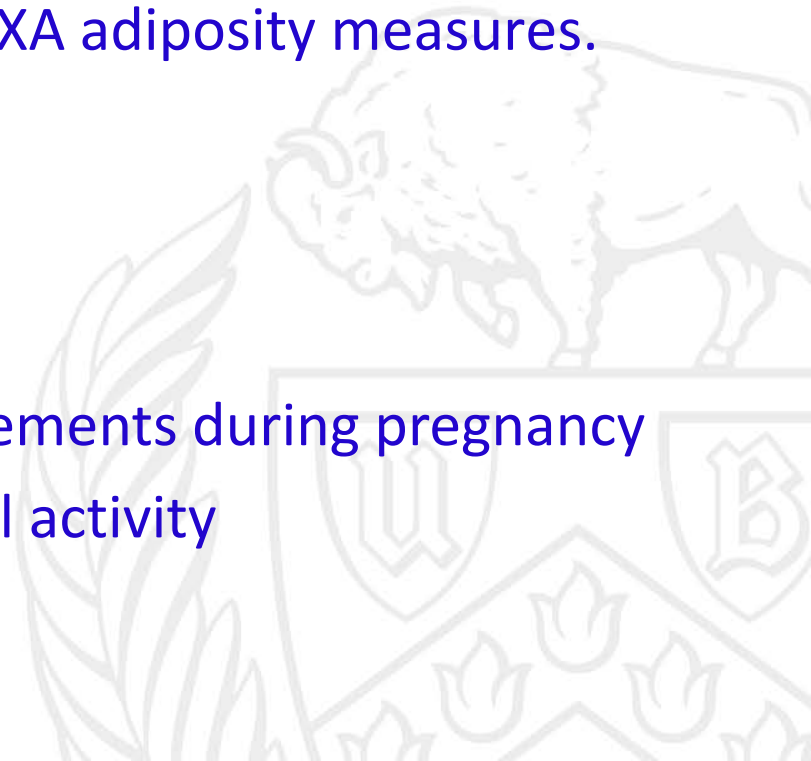 XA adiposity measures.
ements during pregnancy
l activity
U B